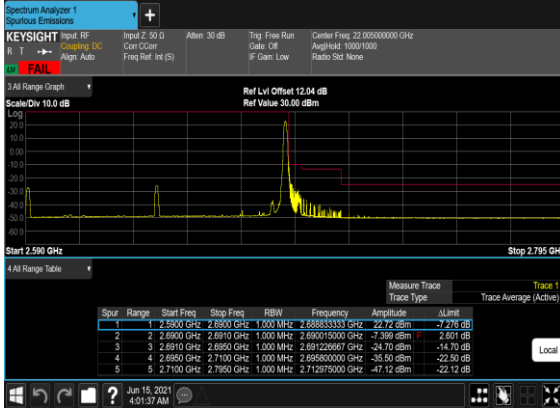 Spectrum Analyzer 1
Spurious Emissions
KEYSIGHT Input: RF Input Z: 50 Ω Atten: 30 dB Trig: Free Run Center Freq: 22.005000000 GHz
R T Coupling: DC Corr CCorr Gate: Off Avg|Hold: 1000/1000
Align: Auto Freq Ref: Int (S) IF Gain: Low Radio Std: None
FAIL
3 All Range Graph
Ref Lvl Offset 12.04 dB
Scale/Div 10.0 dB Ref Value 30.00 dBm
Log
20.0
10.0
0.00
-10.0
-20.0
-30.0
-40.0
-50.0
-60.0
Start 2.590 GHz Stop 2.795 GH
4 All Range Table
Measure Trace Trace 1
Trace Type Trace Average (Active)
Spur Range Start Freq Stop Freq RBW Frequency Amplitude ΔLimit
1 1 2.5900 GHz 2.6900 GHz 1.000 MHz 2.688833333 GHz 22.72 dBm -7.276 dB
2 2 2.6900 GHz 2.6910 GHz 1.000 MHz 2.690015000 GHz -7.399 dBm F 2.601 dB
3 3 2.6910 GHz 2.6950 GHz 1.000 MHz 2.691226667 GHz -24.70 dBm -14.70 dB
4 4 2.6950 GHz 2.7100 GHz 1.000 MHz 2.695800000 GHz -35.50 dBm -22.50 dB
5 5 2.7100 GHz 2.7950 GHz 1.000 MHz 2.712975000 GHz -47.12 dBm -22.12 dB
Local
Jun 15, 2021
4:01:37 AM